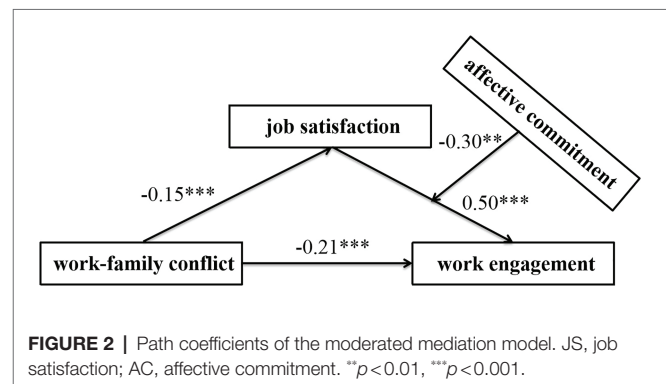 affective commitment
job satisfaction
-0.30**
-0.15***
0.50***
-0.21***
work-family conflict
work engagement
FIGURE 2 | Path coefficients of the moderated mediation model. JS, job
satisfaction; AC, affective commitment. **p<0.01, ***p<0.001.